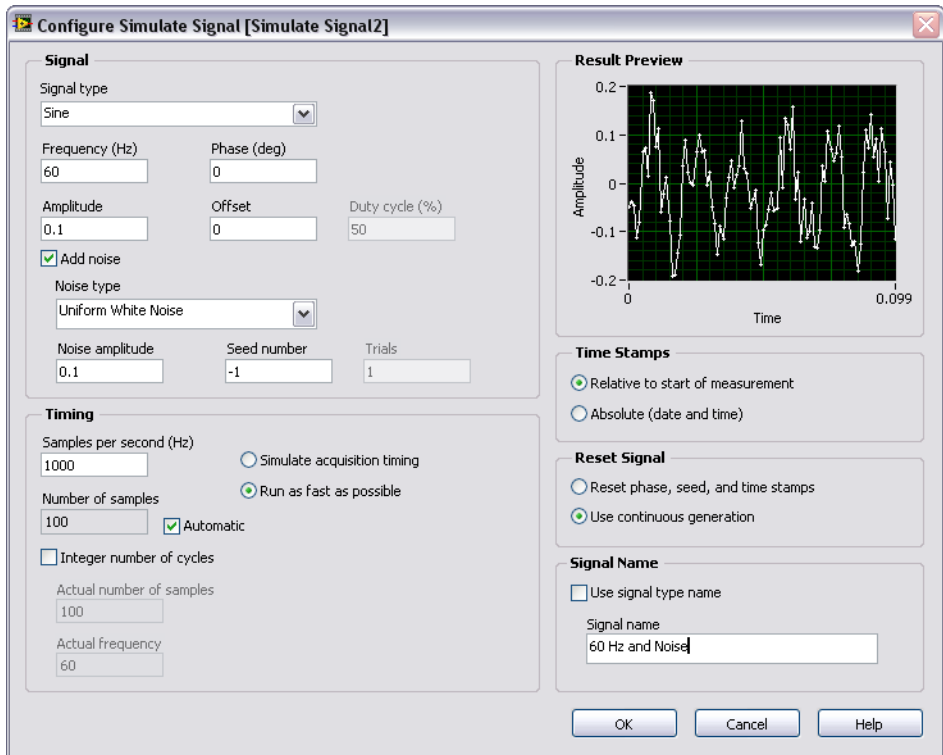 Configure Simulate Signal [Simulate Signal2]
Signal
Signal type
Sine
Frequency (Hz)
Phase (deg)
60
0
Amplitude
Offset
Duty cycle (%)
0.1
0
50
Add noise
Noise type
Uniform White Noise
Noise amplitude
Seed number
Trials
0.1
-1
1
Timing
Samples per second (Hz)
1000
Simulate acquisition timing
Run as fast as possible
Number of samples
100
Automatic
Integer number of cycles
Actual number of samples
100
Actual frequency
60
Result Preview
Amplitude
0.2
0.1
0
-0.1
-0.2
0
0.099
Time
Time Stamps
Relative to start of measurement
Absolute (date and time)
Reset Signal
Reset phase, seed, and time stamps
Use continuous generation
Signal Name
Use signal type name
Signal name
60 Hz and Noise
OK
Cancel
Help